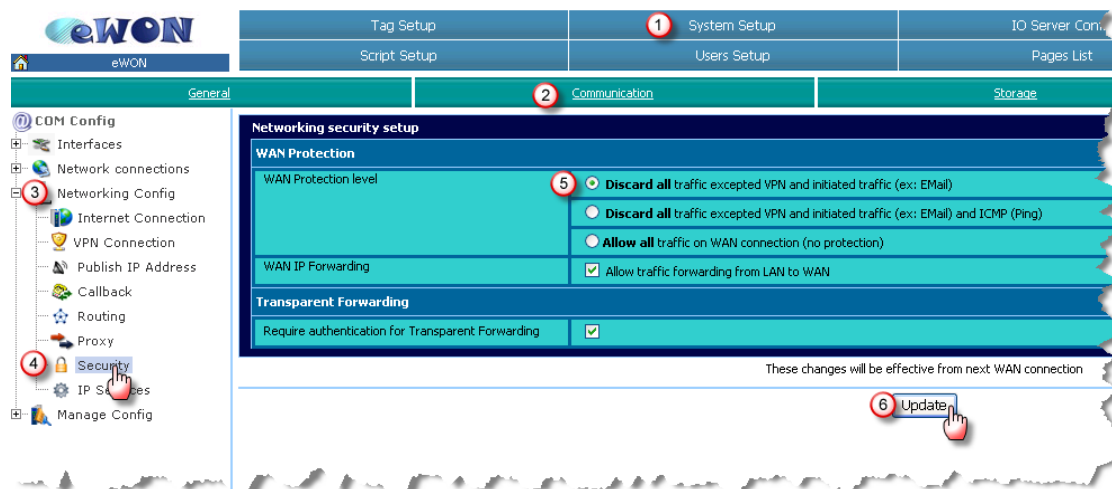 eWON
Tag Setup
1
System Setup
IO Server
eWON
Script Setup
Users Setup
Pages List
General
2
Communication
Storage
COM Config
Interfaces
Network connections
3
Networking Config
Internet Connection
VPN Connection
Publish IP Address
Callback
Routing
Proxy
4
Security
IP
Manage Config
Networking security setup
WAN Protection
WAN Protection level
5
Discard all traffic excepted VPN and initiated traffic (ex: EMail)
Discard all traffic excepted VPN and initiated traffic (ex: EMail) and ICMP (Ping)
Allow all traffic on WAN connection (no protection)
WAN IP Forwarding
Allow traffic forwarding from LAN to WAN
Transparent Forwarding
Require authentication for Transparent Forwarding
These changes will be effective from next WAN connection
6
Update